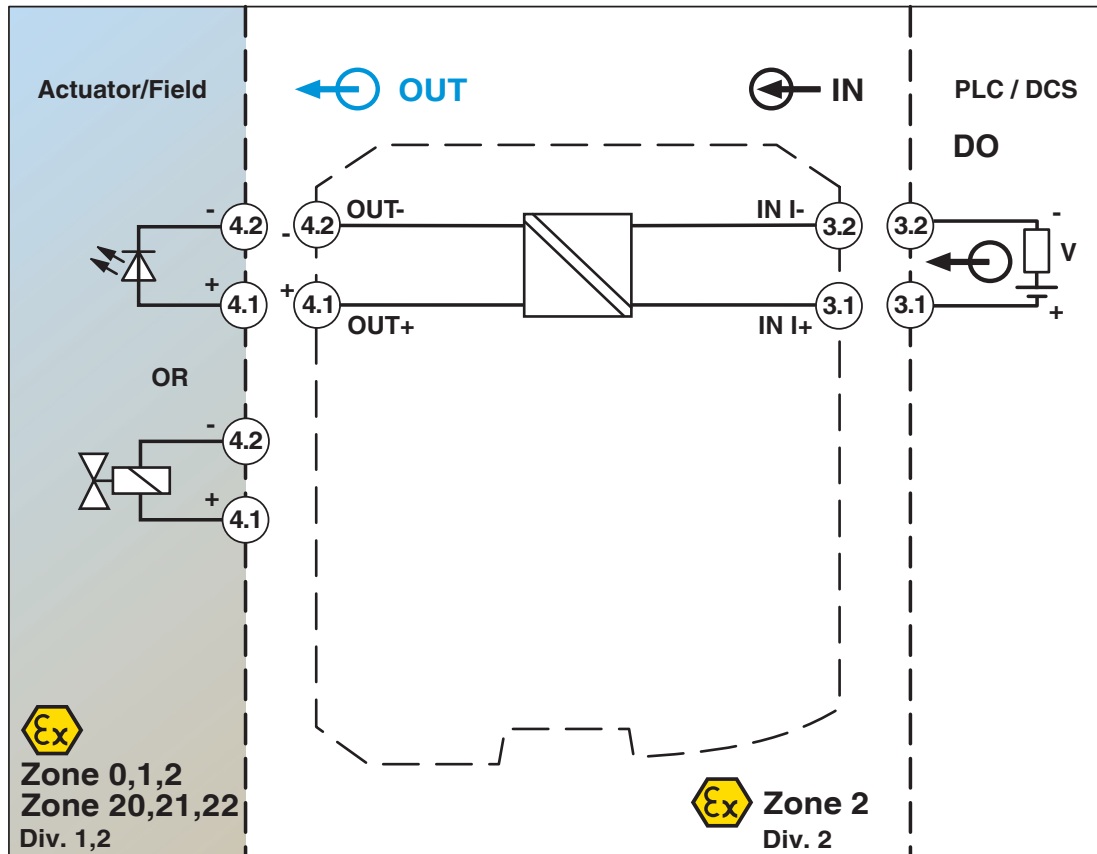 Actuator/Field
OUT
IN
PLC / DCS
DO
-
4.2
-
4.2
OUT-
IN I-
3.2
3.2
-
V
+
4.1
+
4.1
OUT+
IN I+
3.1
3.1
+
OR
-
4.2
+
4.1
Ex
Zone 0,1,2
Zone 20,21,22
Div. 1,2
Ex
Zone 2
Div. 2